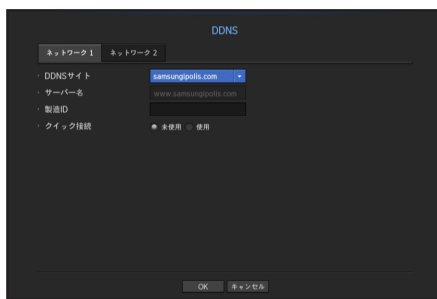 DDNS
ネットワーク 1 ネットワーク 2
DDNSサイト samsungipolis.com
サーバー名 www.samsungipolis.com
製造ID
クイック接続 未使用 使用
OK キャンセル